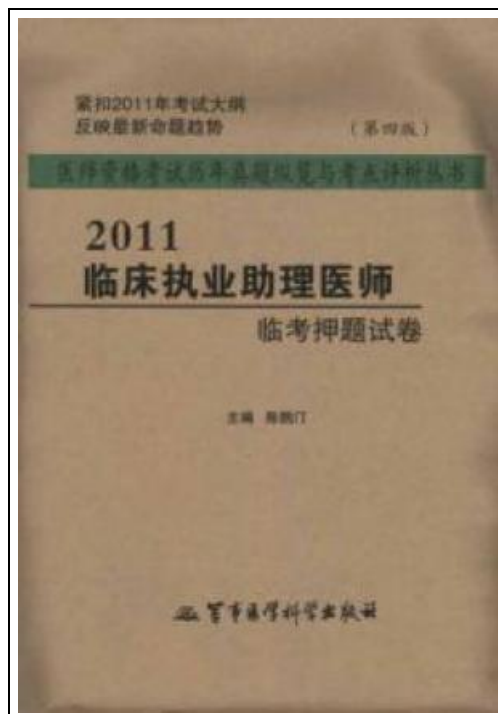 紧扣2011年考试大纲
反映最新命题趋势
（第四版）
医师资格考试历年真题纵览与考点评析丛书
2011
临床执业助理医师
临考押题试卷
主编
军事医学科学出版社